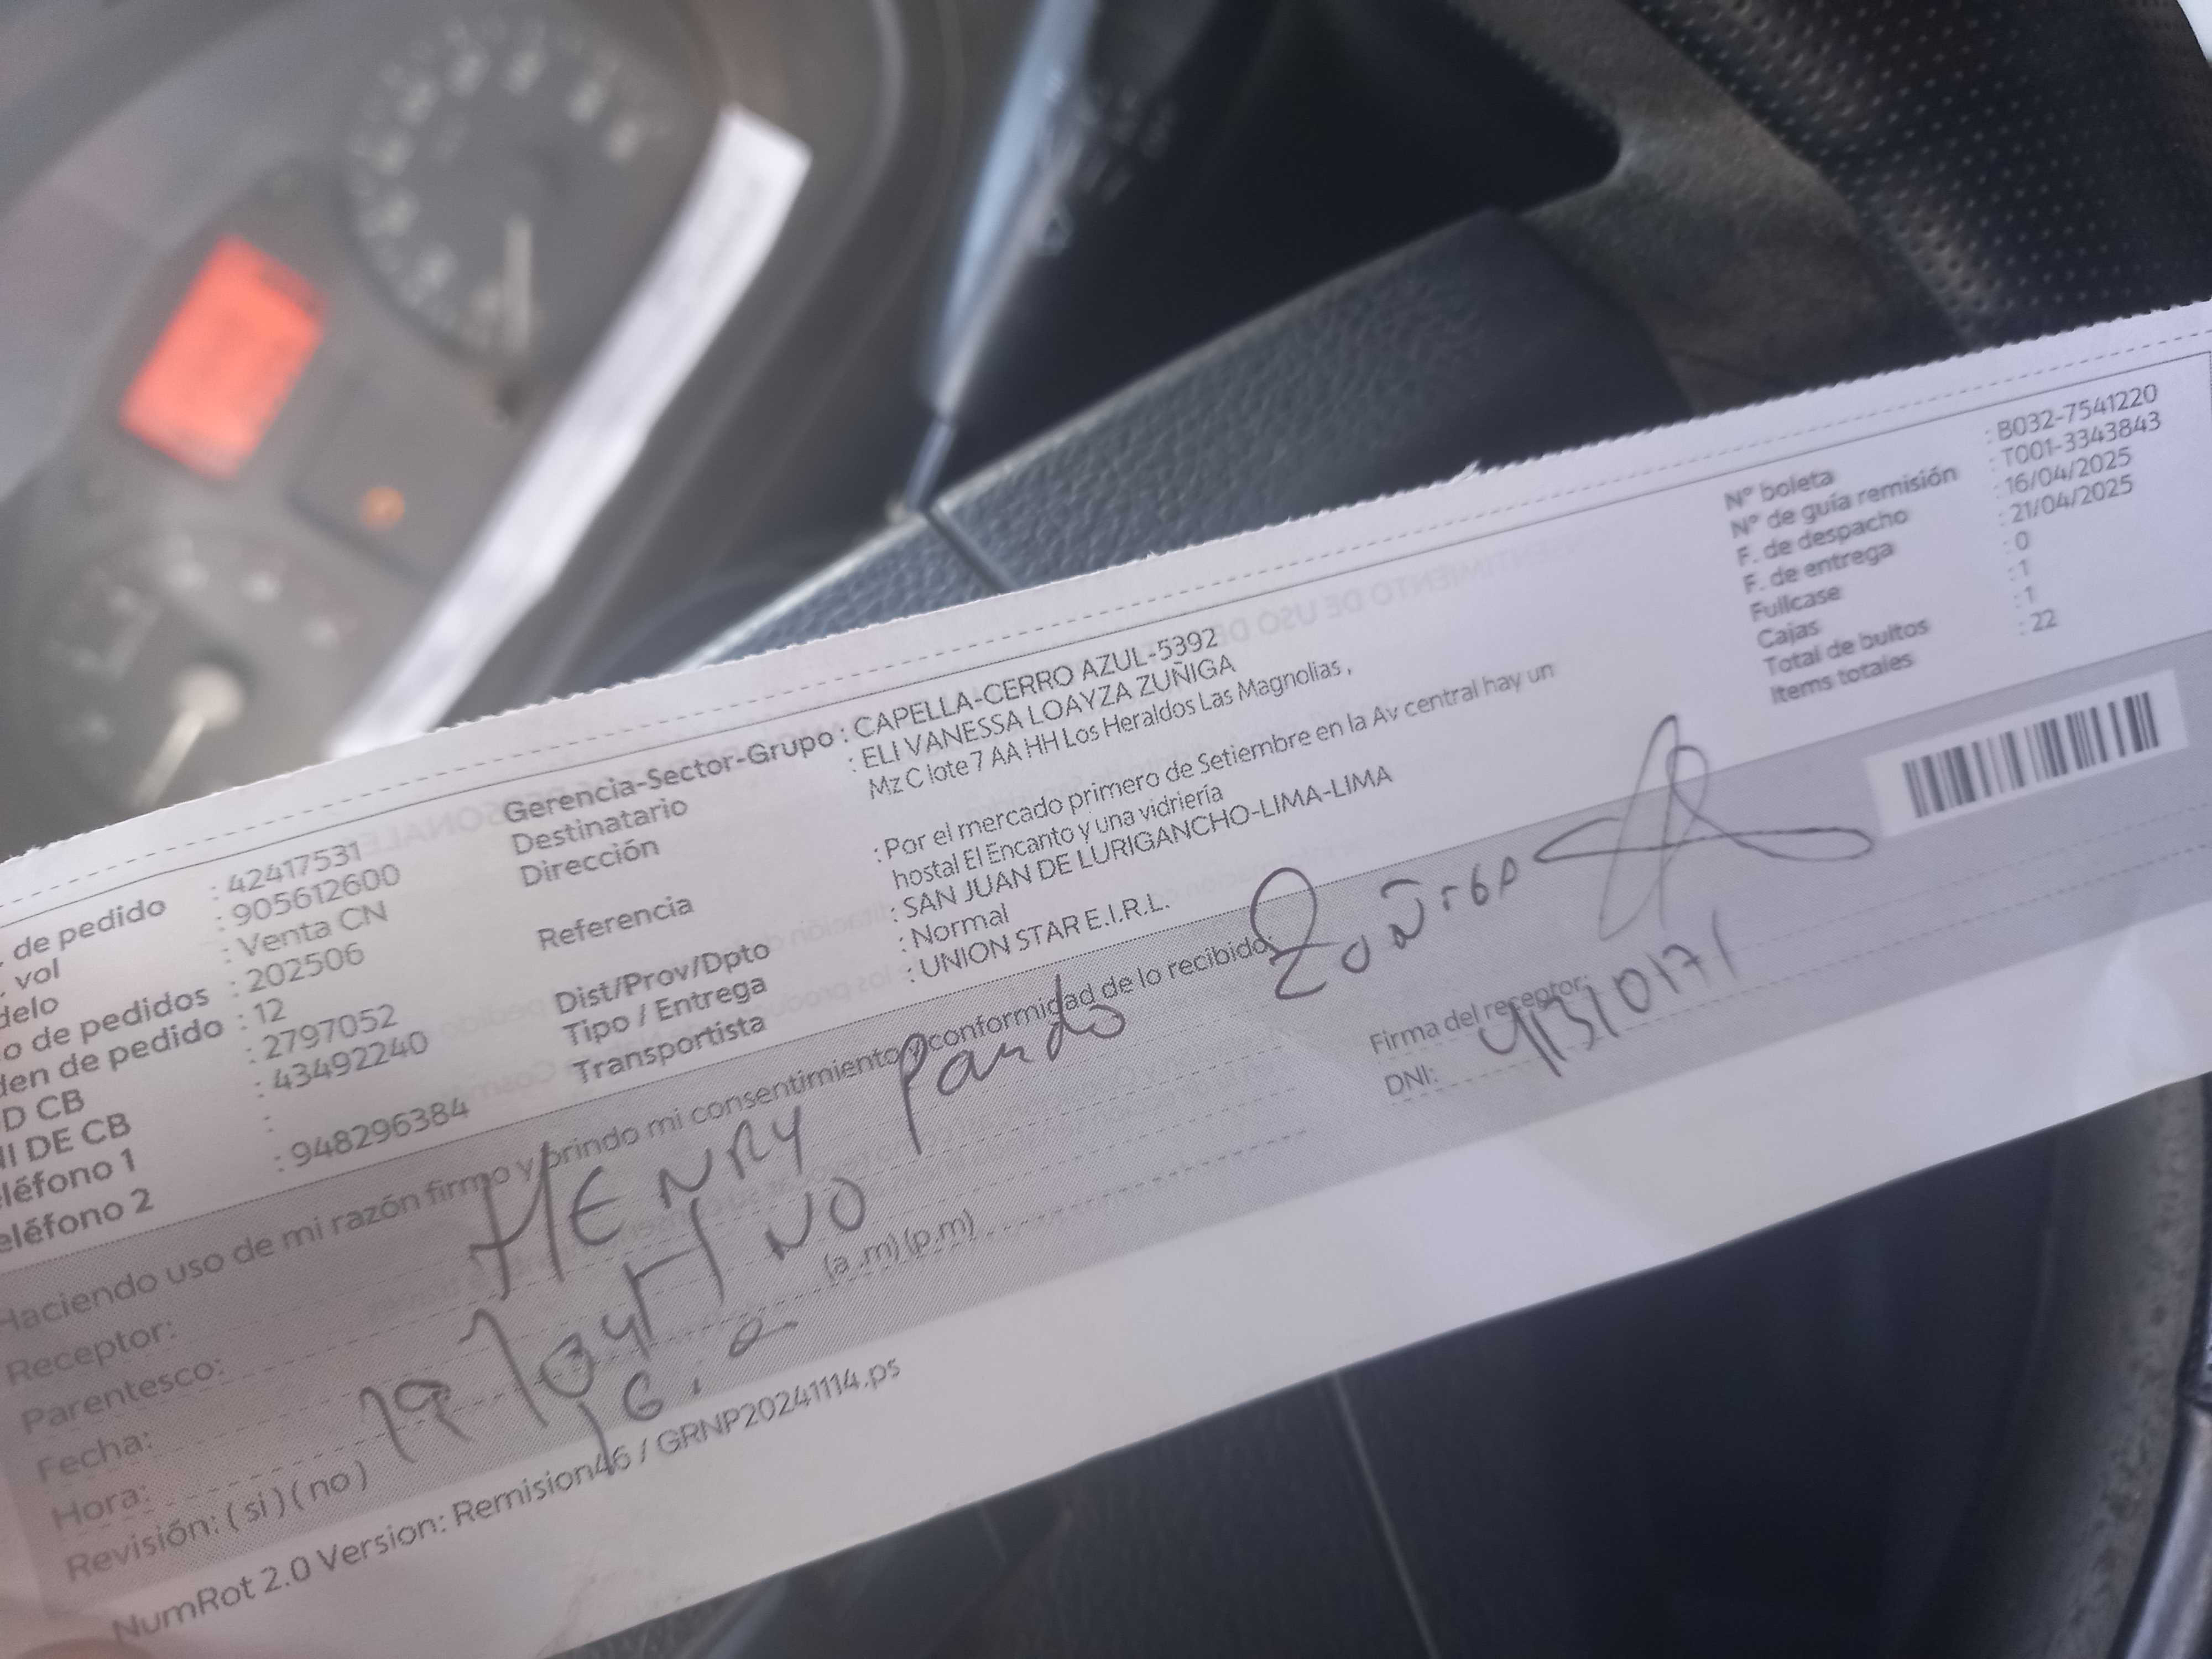 . de pedido : 42417531
. vol : 905612600
delo : Venta CN
o de pedidos : 202506
den de pedido : 12
D CB : 2797052
NI DE CB : 43492240
eléfono 1 :
eléfono 2 : 948296384
Gerencia-Sector-Grupo : CAPELLA-CERRO AZUL-5392
Destinatario : ELI VANESSA LOAYZA ZUÑIGA
Dirección Mz C lote 7 AA HH Los Heraldos Las Magnolias ,
Referencia : Por el mercado primero de Setiembre en la Av central hay un
hostal El Encanto y una vidriería
Dist/Prov/Dpto : SAN JUAN DE LURIGANCHO-LIMA-LIMA
Tipo / Entrega : Normal
Transportista : UNION STAR E.I.R.L.
N° boleta : B032-7541220
N° de guía remisión : T001-3343843
F. de despacho : 16/04/2025
F. de entrega : 21/04/2025
Fullcase : 0
Cajas : 1
Total de bultos : 1
Items totales : 22
Haciendo uso de mi razón firmo y brindo mi consentimiento y conformidad de lo recibido:
Receptor: HENRY Pando Zuñiga
Parentesco:
Fecha: 19
Hora: (a .m) (p.m)
Revisión: ( si ) ( no )
Firma del receptor:
DNI:
NumRot 2.0 Version: Remision46 / GRNP20241114.ps